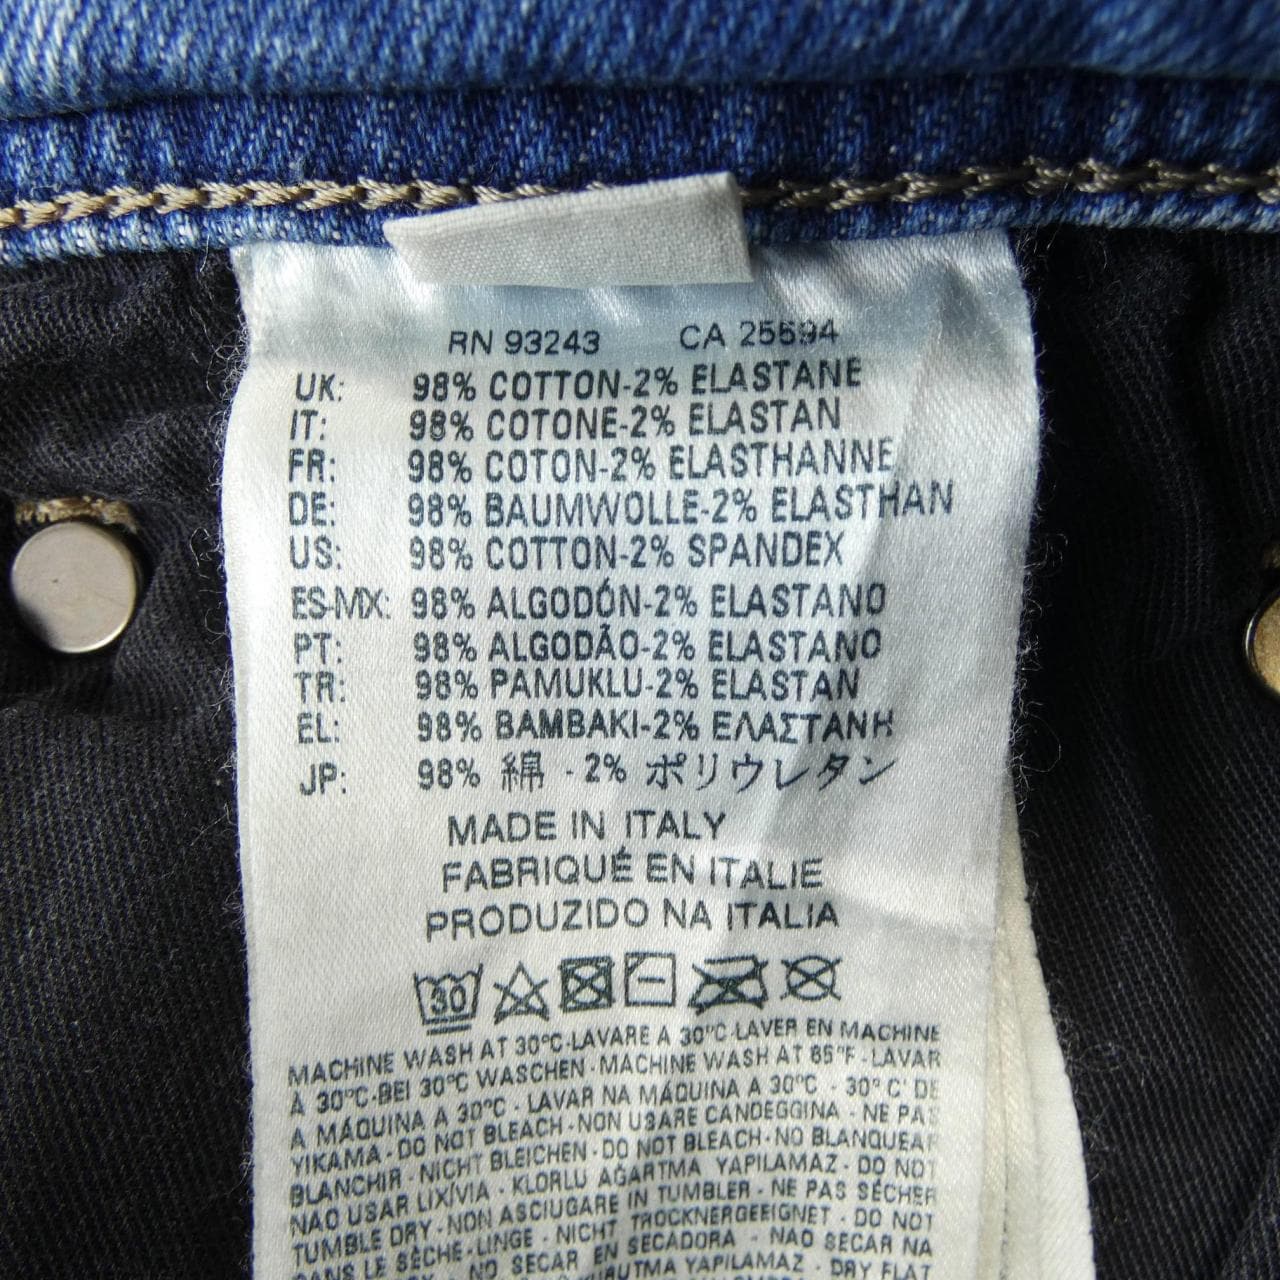 RN 93243 CA 25594
UK: 98% COTTON-2% ELASTANE
IT: 98% COTONE-2% ELASTAN
FR: 98% COTON-2% ELASTHANNE
DE: 98% BAUMWOLLE-2% ELASTHAN
US: 98% COTTON-2% SPANDEX
ES-MX: 98% ALGODÓN-2% ELASTANO
PT: 98% ALGODÃO-2% ELASTANO
TR: 98% PAMUKLU-2% ELASTAN
EL: 98% BAMBAKI-2% ΕΛΑΣΤΑΝΗ
JP: 98% 綿 - 2% ポリウレタン
MADE IN ITALY
FABRIQUÉ EN ITALIE
PRODUZIDO NA ITALIA
30
MACHINE WASH AT 30°C-LAVARE A 30°C-LAVER EN MACHINE
A 30°C-BEI 30°C WASCHEN - MACHINE WASH AT 85°F - LAVAR
A MÁQUINA A 30°C - LAVAR NA MÁQUINA A 30°C - 30° C' DE
YIKAMA - DO NOT BLEACH - NON USARE CANDEGGINA - NE PAS
BLANCHIR - NICHT BLEICHEN - DO NOT BLEACH - NO BLANQUEAR
NAO USAR LIXÍVIA - KLORLU AĞARTMA YAPILAMAZ - DO NOT
TUMBLE DRY - NON ASCIUGARE IN TUMBLER - NE PAS SÉCHER
DANS LE SÈCHE-LINGE - NICHT TROCKNERGEEIGNET - DO NOT
NO SECAR EN SECADORA - NAO SECAR NA
KURUTMA YAPILAMAZ - DRY FLAT